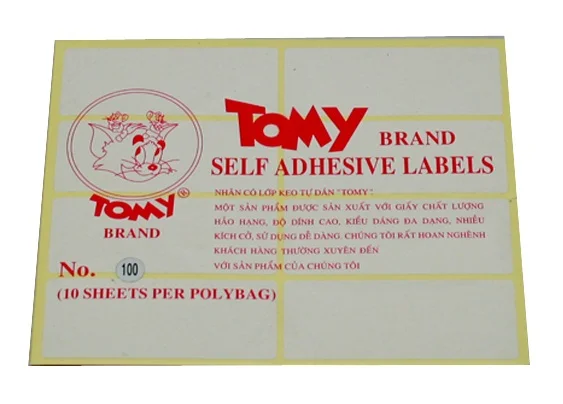 TOMY BRAND
SELF ADHESIVE LABELS
NHÃN CÓ LỚP KEO TỰ DÁN "TOMY".
MỘT SẢN PHẨM ĐƯỢC SẢN XUẤT VỚI GIẤY CHẤT LƯỢNG
HẢO HẠNG, ĐỘ DÍNH CAO, KIỂU DÁNG ĐA DẠNG, NHIỀU
KÍCH CỠ, SỬ DỤNG DỄ DÀNG. CHÚNG TÔI RẤT HOAN NGHÊNH
KHÁCH HÀNG THƯỜNG XUYÊN ĐẾN
VỚI SẢN PHẨM CỦA CHÚNG TÔI
TOMY®
BRAND
No. 100
(10 SHEETS PER POLYBAG)